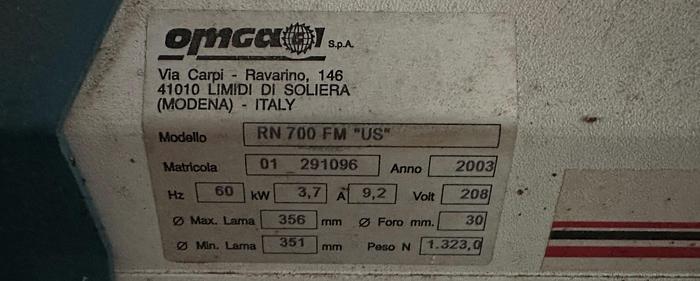 omga S.p.A.
Via Carpi - Ravarino, 146
41010 LIMIDI DI SOLIERA
(MODENA) - ITALY
Modello RN 700 FM "US"
Matricola 01 291096 Anno 2003
Hz 60 kW 3,7 A 9,2 Volt 208
Ø Max. Lama 356 mm Ø Foro mm. 30
Ø Min. Lama 351 mm Peso N 1.323,0